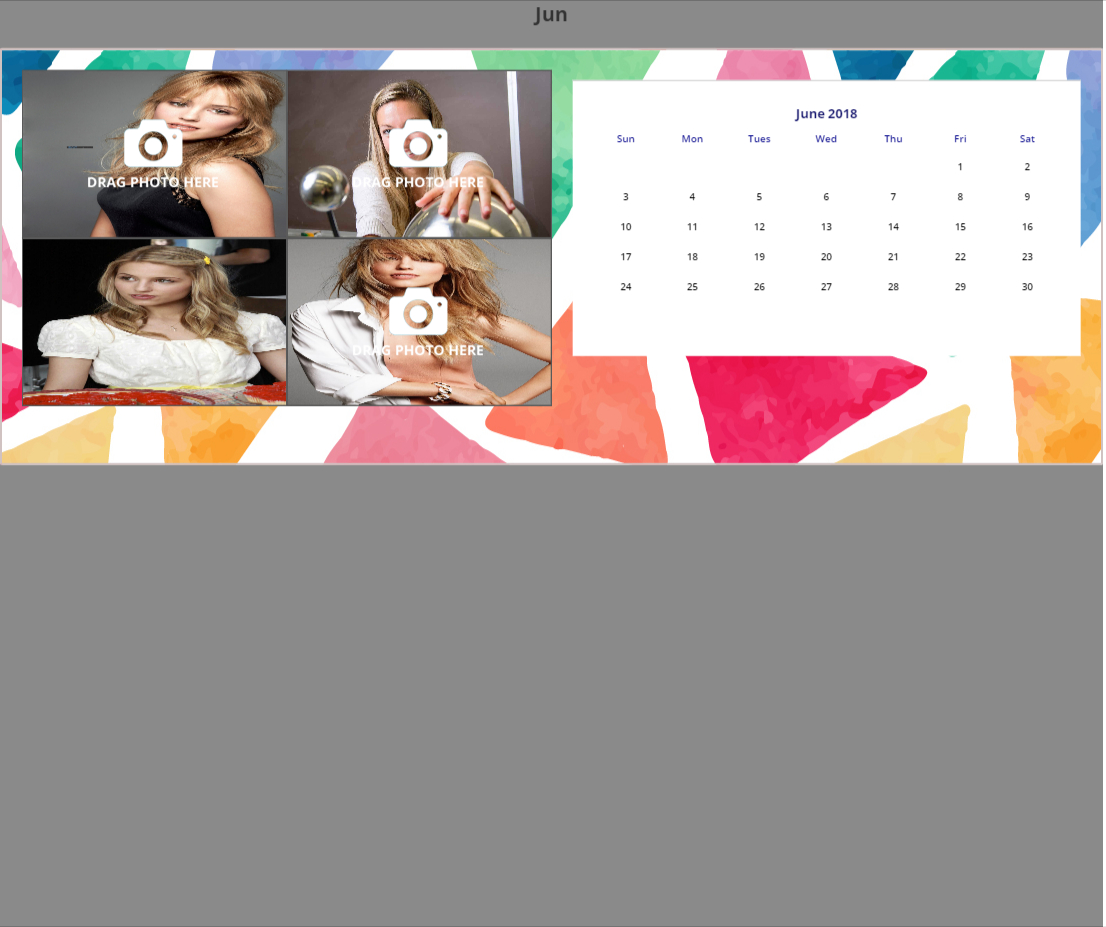 Jun
DRAG PHOTO HERE
DRAG PHOTO HERE
DRAG PHOTO HERE
June 2018
Sun Mon Tues Wed Thu Fri Sat
1 2
3 4 5 6 7 8 9
10 11 12 13 14 15 16
17 18 19 20 21 22 23
24 25 26 27 28 29 30